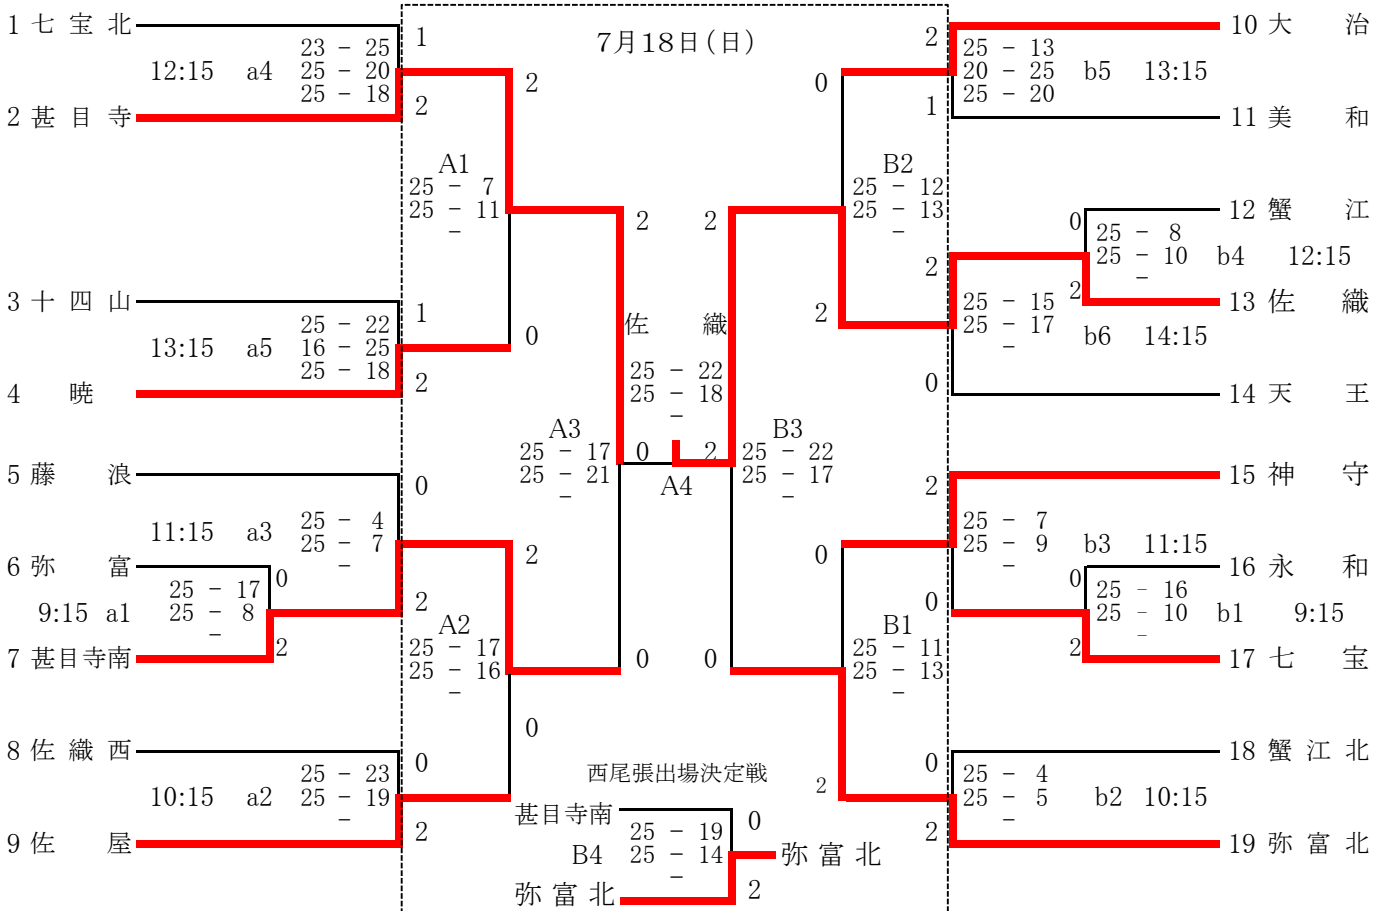 7月18日(日)
1 七宝北
12:15 a4
23 - 25
25 - 20
25 - 18
1
2
2 甚目寺
3 十四山
13:15 a5
25 - 22
16 - 25
25 - 18
1
2
4 暁
A1
25 - 7
25 - 11
-
2
0
5 藤浪
11:15 a3
25 - 4
25 - 7
-
0
2
6 弥富
9:15 a1
25 - 17
25 - 8
-
0
2
7 甚目寺南
8 佐織西
10:15 a2
25 - 23
25 - 19
-
0
2
9 佐屋
A2
25 - 17
25 - 16
-
2
0
A3
25 - 17
25 - 21
-
2
0
佐織
25 - 22
25 - 18
-
0
2
A4
10 大治
25 - 13
20 - 25
25 - 20
b5 13:15
2
1
11 美和
12 蟹江
25 - 8
25 - 10
-
b4 12:15
0
2
13 佐織
25 - 15
25 - 17
-
b6 14:15
2
0
14 天王
B2
25 - 12
25 - 13
-
0
2
15 神守
25 - 7
25 - 9
-
b3 11:15
2
0
16 永和
25 - 16
25 - 10
-
b1 9:15
0
2
17 七宝
18 蟹江北
25 - 4
25 - 5
-
b2 10:15
0
2
19 弥富北
B1
25 - 11
25 - 13
-
0
2
B3
25 - 22
25 - 17
-
2
0
西尾張出場決定戦
甚目寺南
B4
25 - 19
25 - 14
-
0
2
弥富北
弥富北